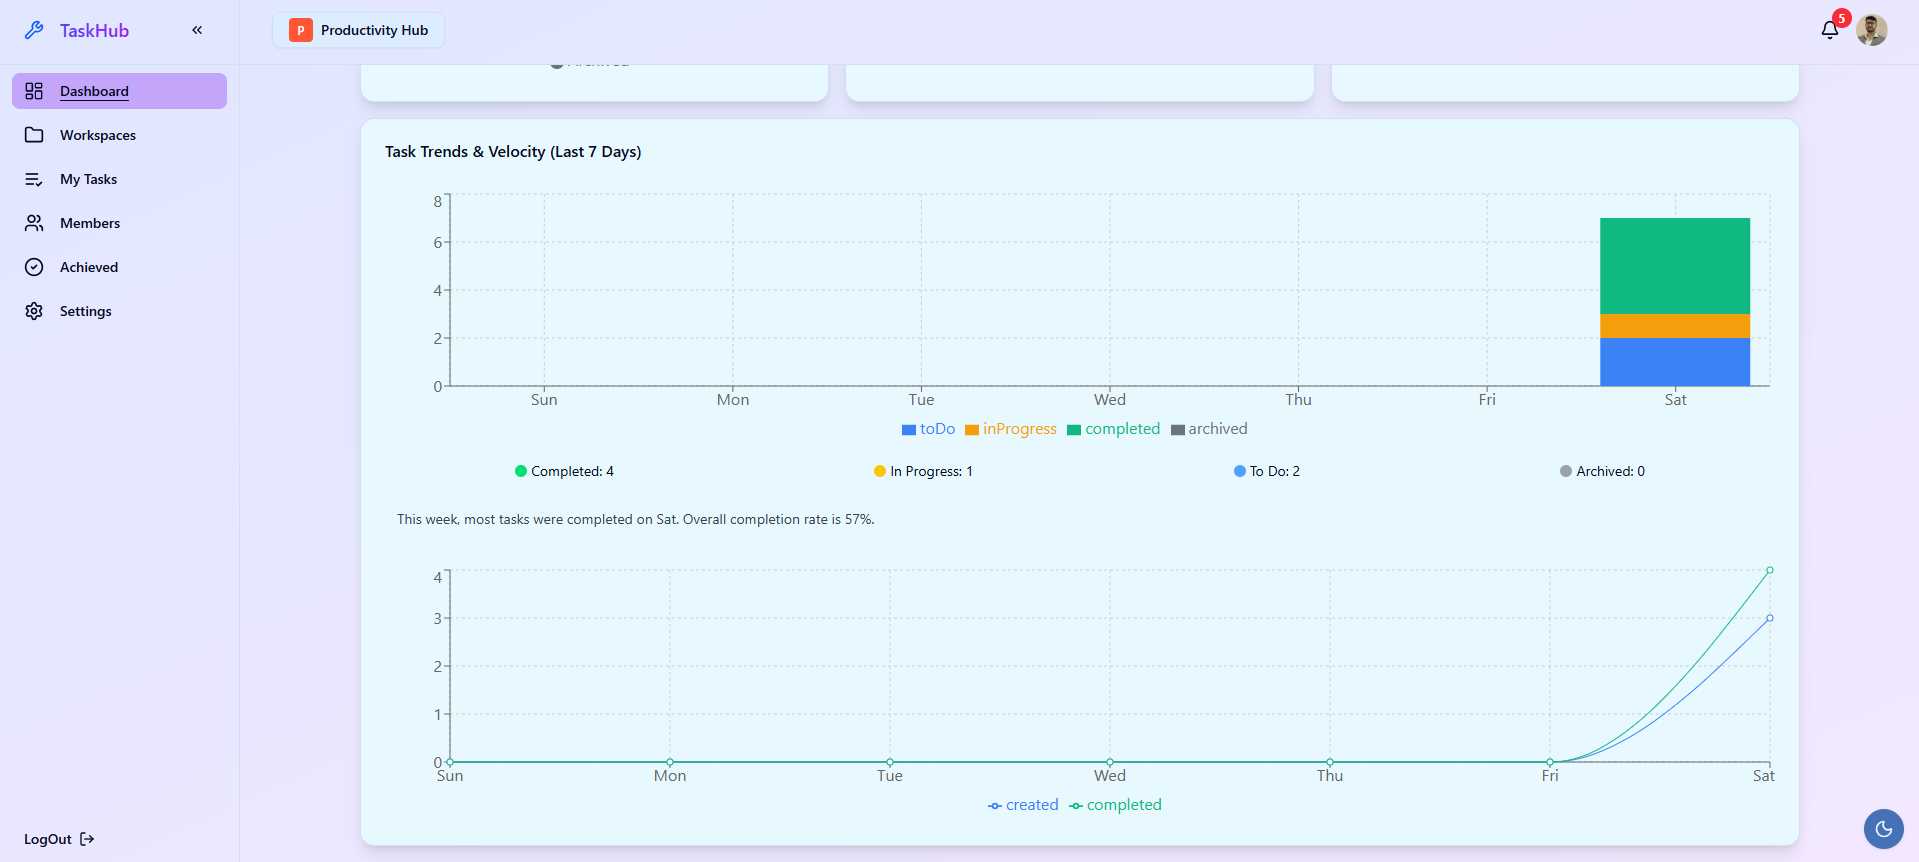 TaskHub
Productivity Hub
P
5
Dashboard
Workspaces
My Tasks
Members
Achieved
Settings
LogOut
Archived
Task Trends & Velocity (Last 7 Days)
8
6
4
2
0
Sun Mon Tue Wed Thu Fri Sat
toDo inProgress completed archived
Completed: 4 In Progress: 1 To Do: 2 Archived: 0
This week, most tasks were completed on Sat. Overall completion rate is 57%.
4
3
2
1
0
Sun Mon Tue Wed Thu Fri Sat
created completed